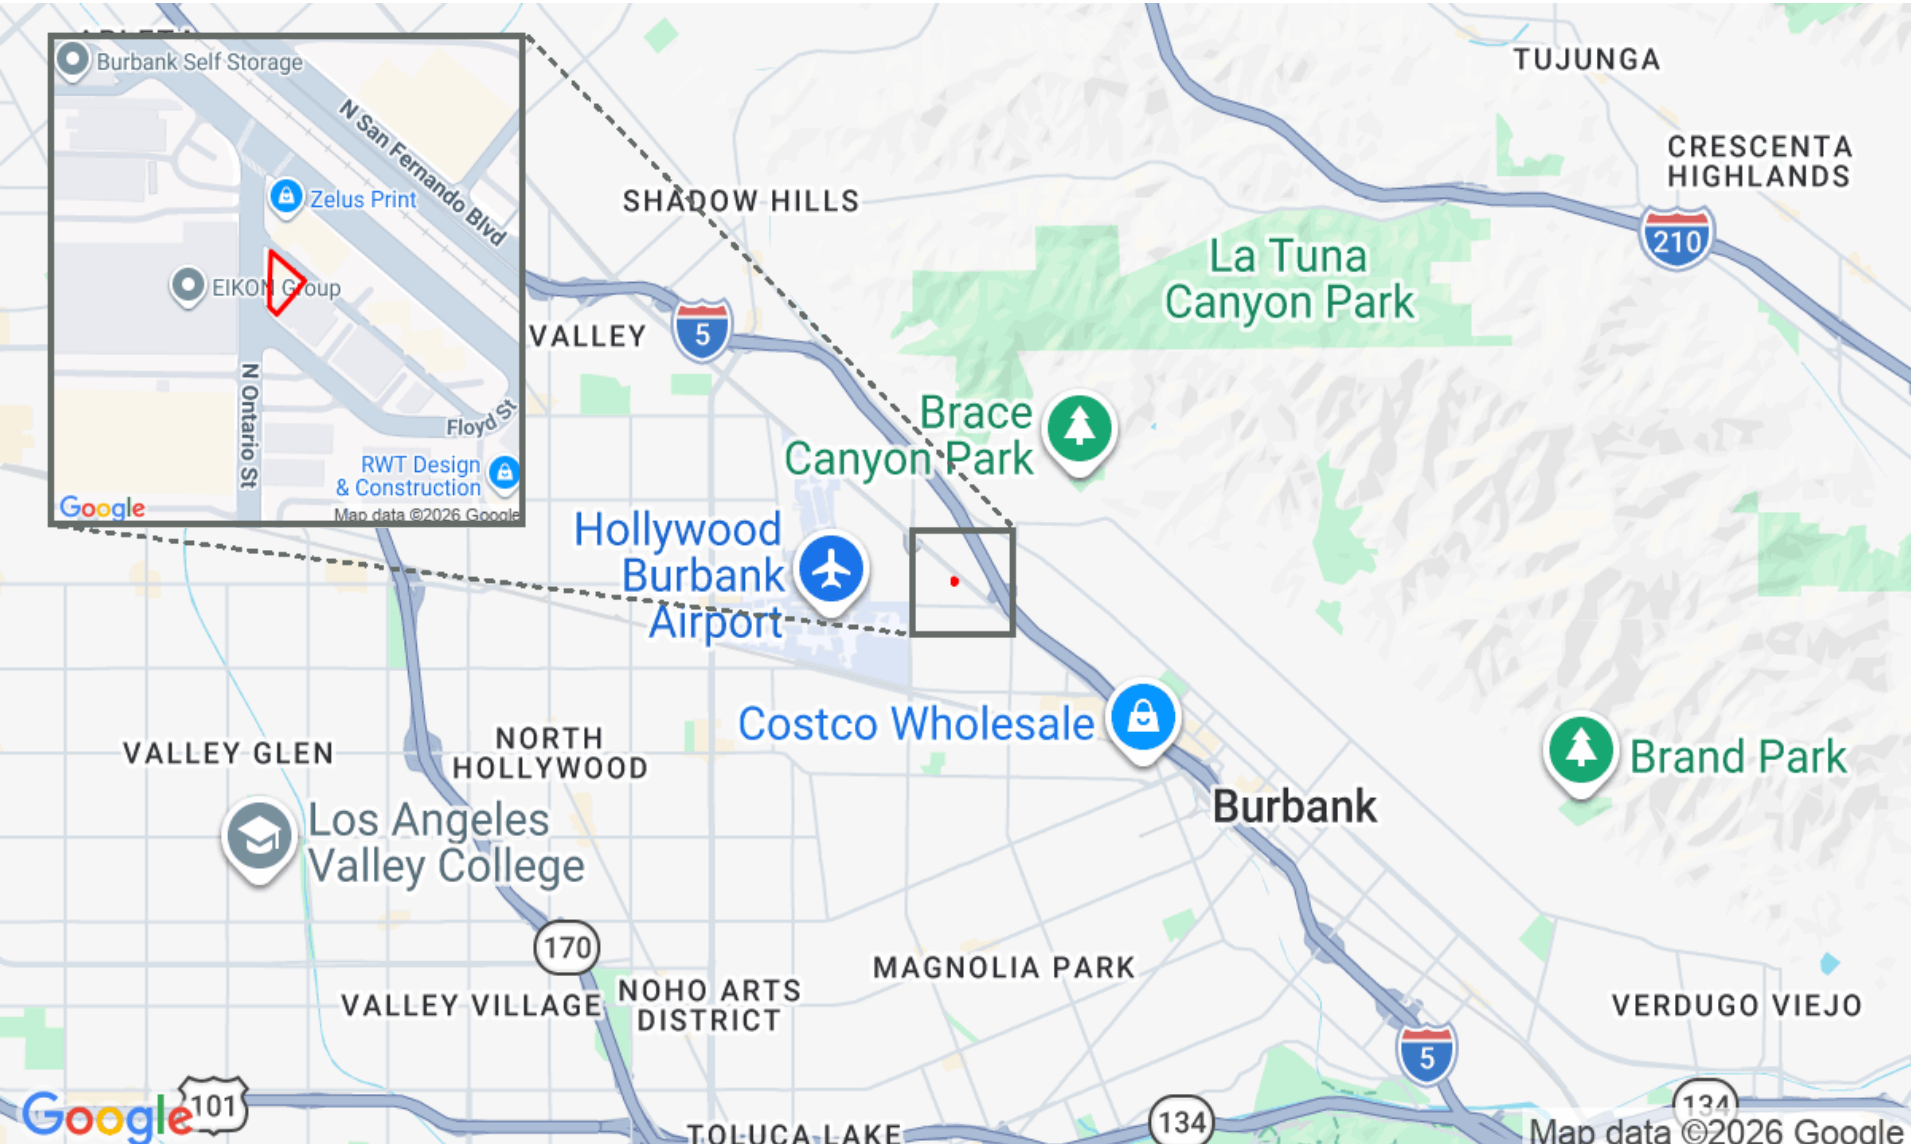 Burbank Self Storage
N San Fernando Blvd
Zelus Print
EIKON Group
N Ontario St
Floyd St
RWT Design
& Construction
Google
Map data ©2026 Google
TUJUNGA
CRESCENTA
HIGHLANDS
SHADOW HILLS
210
La Tuna
Canyon Park
5
VALLEY
Brace
Canyon Park
Hollywood
Burbank
Airport
Costco Wholesale
VALLEY GLEN
NORTH
HOLLYWOOD
Brand Park
Burbank
Los Angeles
Valley College
170
MAGNOLIA PARK
NOHO ARTS
DISTRICT
VALLEY VILLAGE
VERDUGO VIEJO
5
Google
101
134
134
TOLUCA LAKE
Map data ©2026 Google